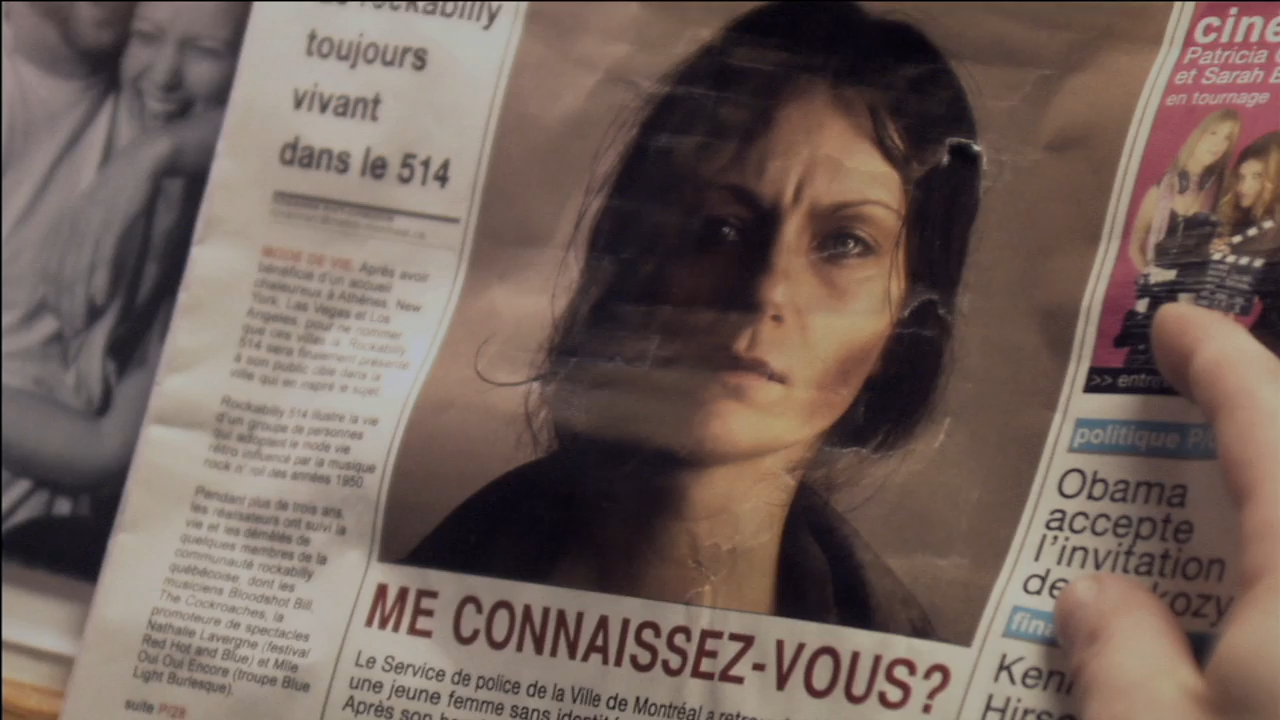 rockabilly
toujours
vivant
dans le 514
MODE DE VIE. Après avoir
bénéficié d'un accueil
chaleureux à Athènes, New
York, Las Vegas et Los
Angeles, pour ne nommer
que ces villes là, Rockabilly
514 sera finalement présenté
à son public cible dans la
ville qui en inspiré le sujet.
Rockabilly 514 illustre la vie
d'un groupe de personnes
qui adoptent le mode vie
rétro influencé par la musique
rock n' roll des années 1950.
Pendant plus de trois ans,
les réalisateurs ont suivi la
vie et les démêlés de
quelques membres de la
communauté rockabilly
québécoise, dont les
musiciens Bloodshot Bill,
The Cockroaches, la
promoteure de spectacles
Nathalie Lavergne (festival
Red Hot and Blue) et Mlle
Oui Oui Encore (troupe Blue
Light Burlesque).
suite P/28
ME CONNAISSEZ-VOUS?
Le Service de police de la Ville de Montréal a
une jeune femme sans
Après son
ciné
Patricia
et Sarah
en tournage
>>
politique
Obama
accepte
l'invitation
de